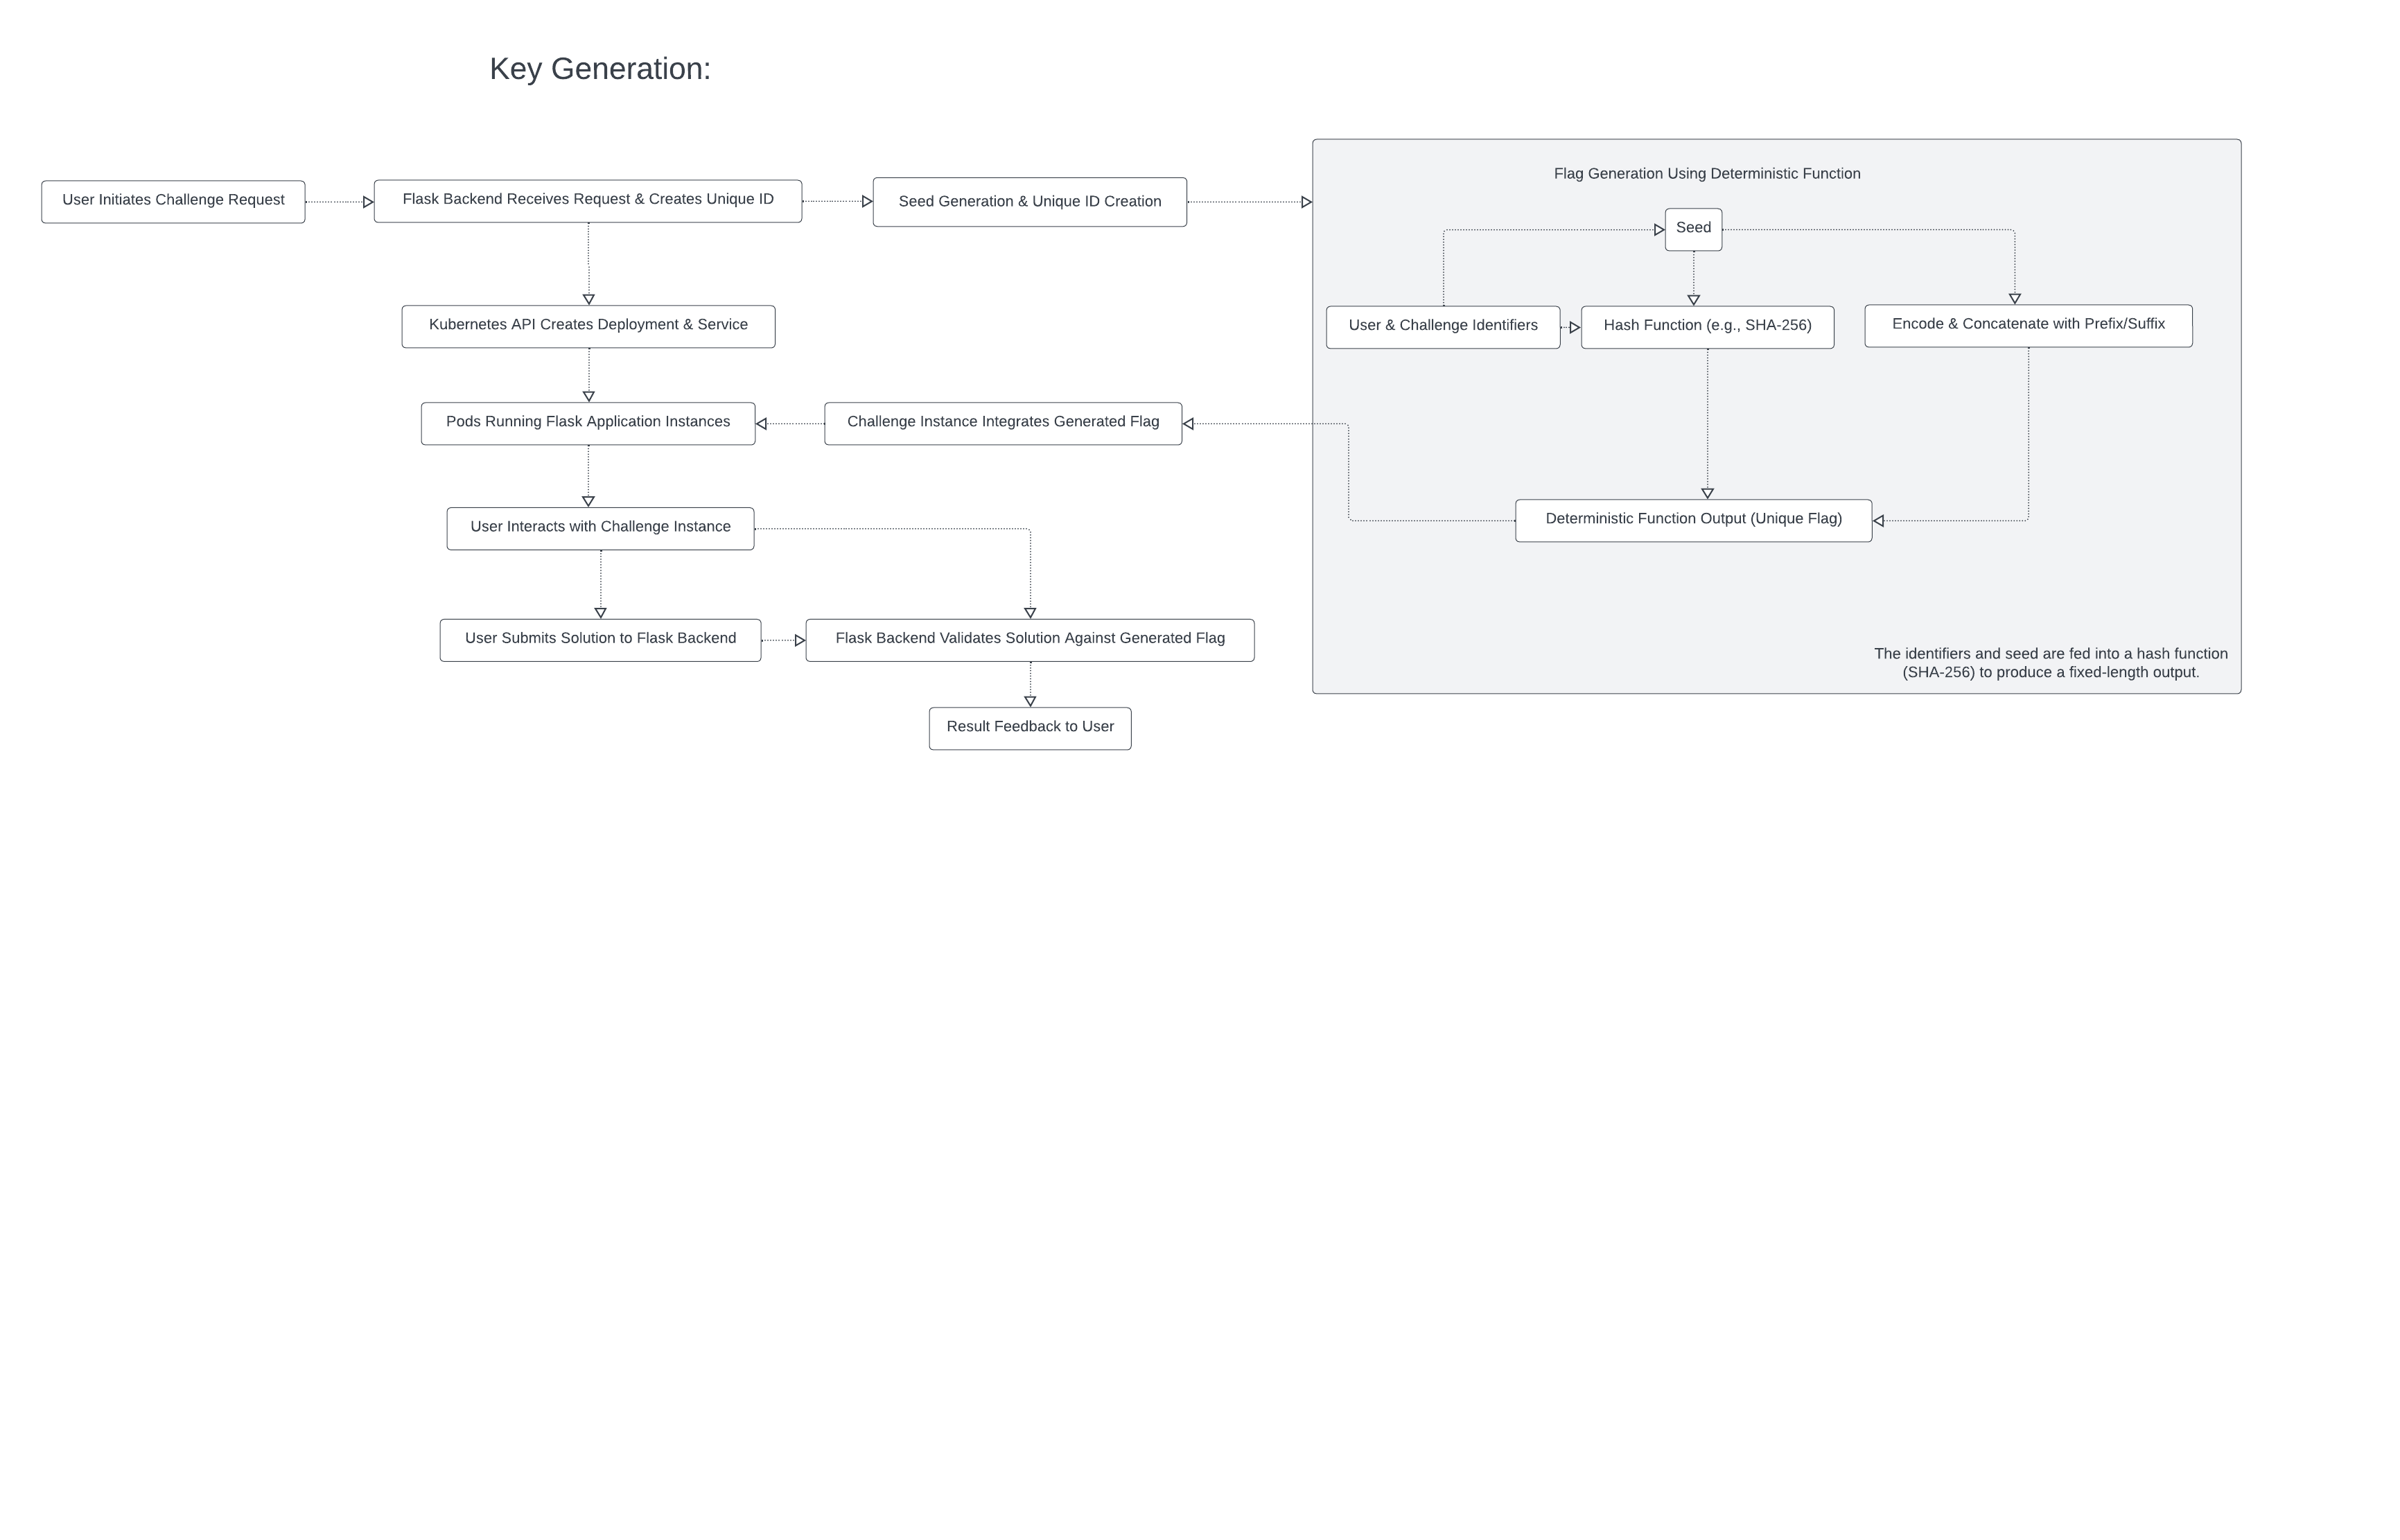 Key Generation:
User Initiates Challenge Request
Flask Backend Receives Request & Creates Unique ID
Seed Generation & Unique ID Creation
Flag Generation Using Deterministic Function
Seed
Kubernetes API Creates Deployment & Service
User & Challenge Identifiers
Hash Function (e.g., SHA-256)
Encode & Concatenate with Prefix/Suffix
Pods Running Flask Application Instances
Challenge Instance Integrates Generated Flag
Deterministic Function Output (Unique Flag)
User Interacts with Challenge Instance
User Submits Solution to Flask Backend
Flask Backend Validates Solution Against Generated Flag
The identifiers and seed are fed into a hash function
(SHA-256) to produce a fixed-length output.
Result Feedback to User